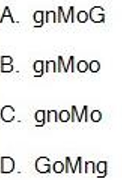 A. gnMoG
B. gnMoo
C. gnoMo
D. GoMng